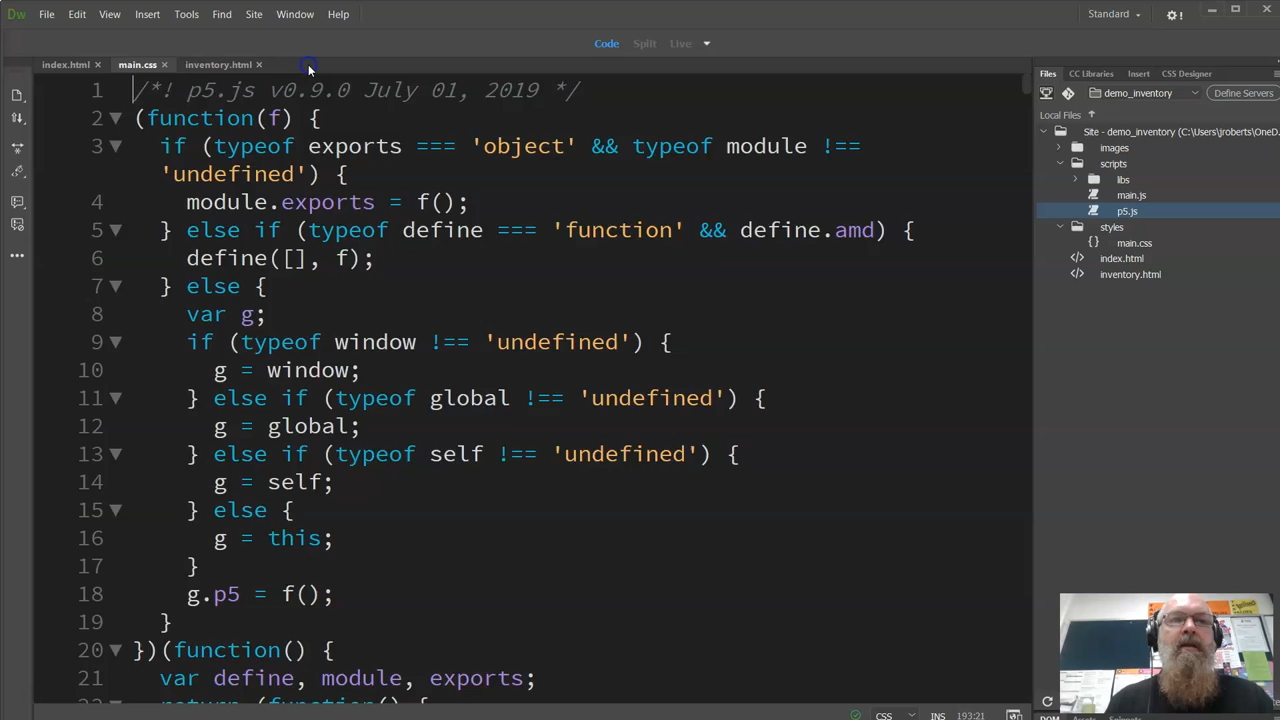 Dw File Edit View Insert Tools Find Site Window Help Standard
Code Split Live
index.html × main.css × inventory.html ×
1 /*! p5.js v0.9.0 July 01, 2019 */
2 (function(f) {
3 if (typeof exports === 'object' && typeof module !==
'undefined') {
4 module.exports = f();
5 } else if (typeof define === 'function' && define.amd) {
6 define([], f);
7 } else {
8 var g;
9 if (typeof window !== 'undefined') {
10 g = window;
11 } else if (typeof global !== 'undefined') {
12 g = global;
13 } else if (typeof self !== 'undefined') {
14 g = self;
15 } else {
16 g = this;
17 }
18 g.p5 = f();
19 }
20 })(function() {
21 var define, module, exports;
return (function() {
CSS INS 193:21
Files CC Libraries Insert CSS Designer
demo_inventory Define Servers
Local Files
Site - demo_inventory (C:\Users\jroberts\OneD
images
scripts
libs
main.js
p5.js
styles
main.css
index.html
inventory.html
DOM Assets Snippets